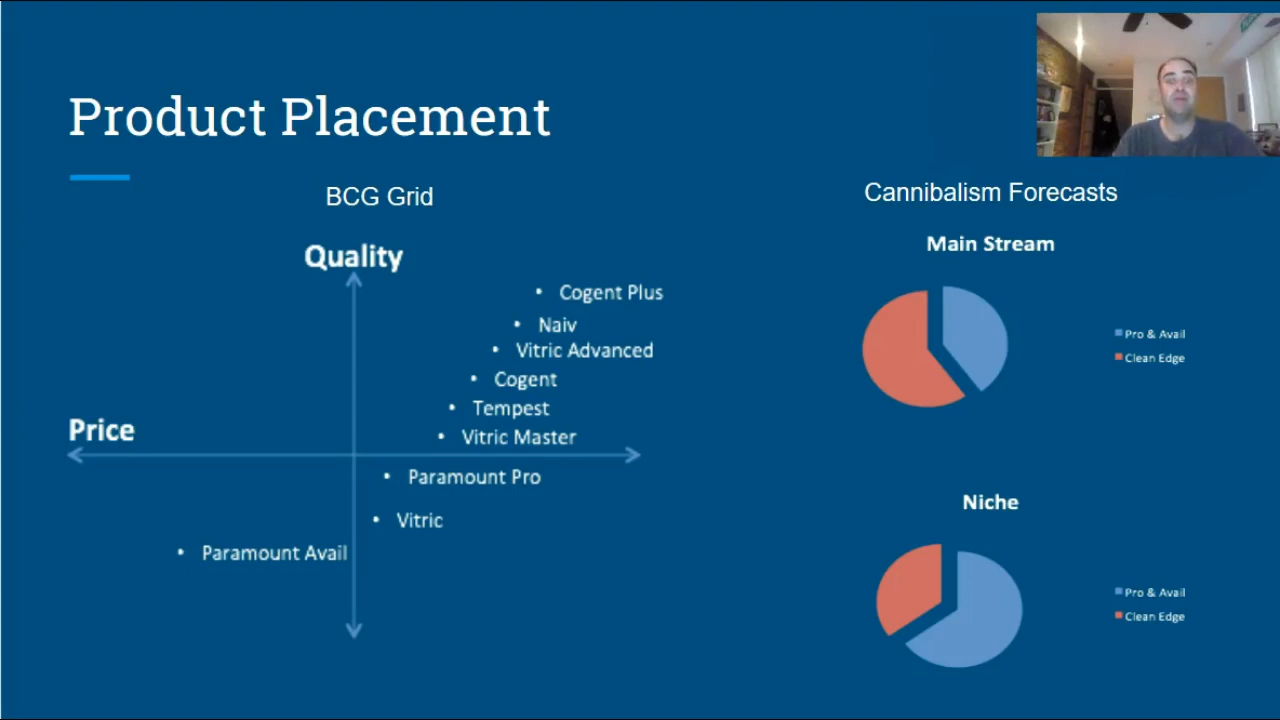 Product Placement
BCG Grid
Quality
Cogent Plus
Naiv
Vitric Advanced
Cogent
Tempest
Vitric Master
Price
Paramount Pro
Vitric
Paramount Avail
Cannibalism Forecasts
Main Stream
Pro & Avail
Clean Edge
Niche
Pro & Avail
Clean Edge